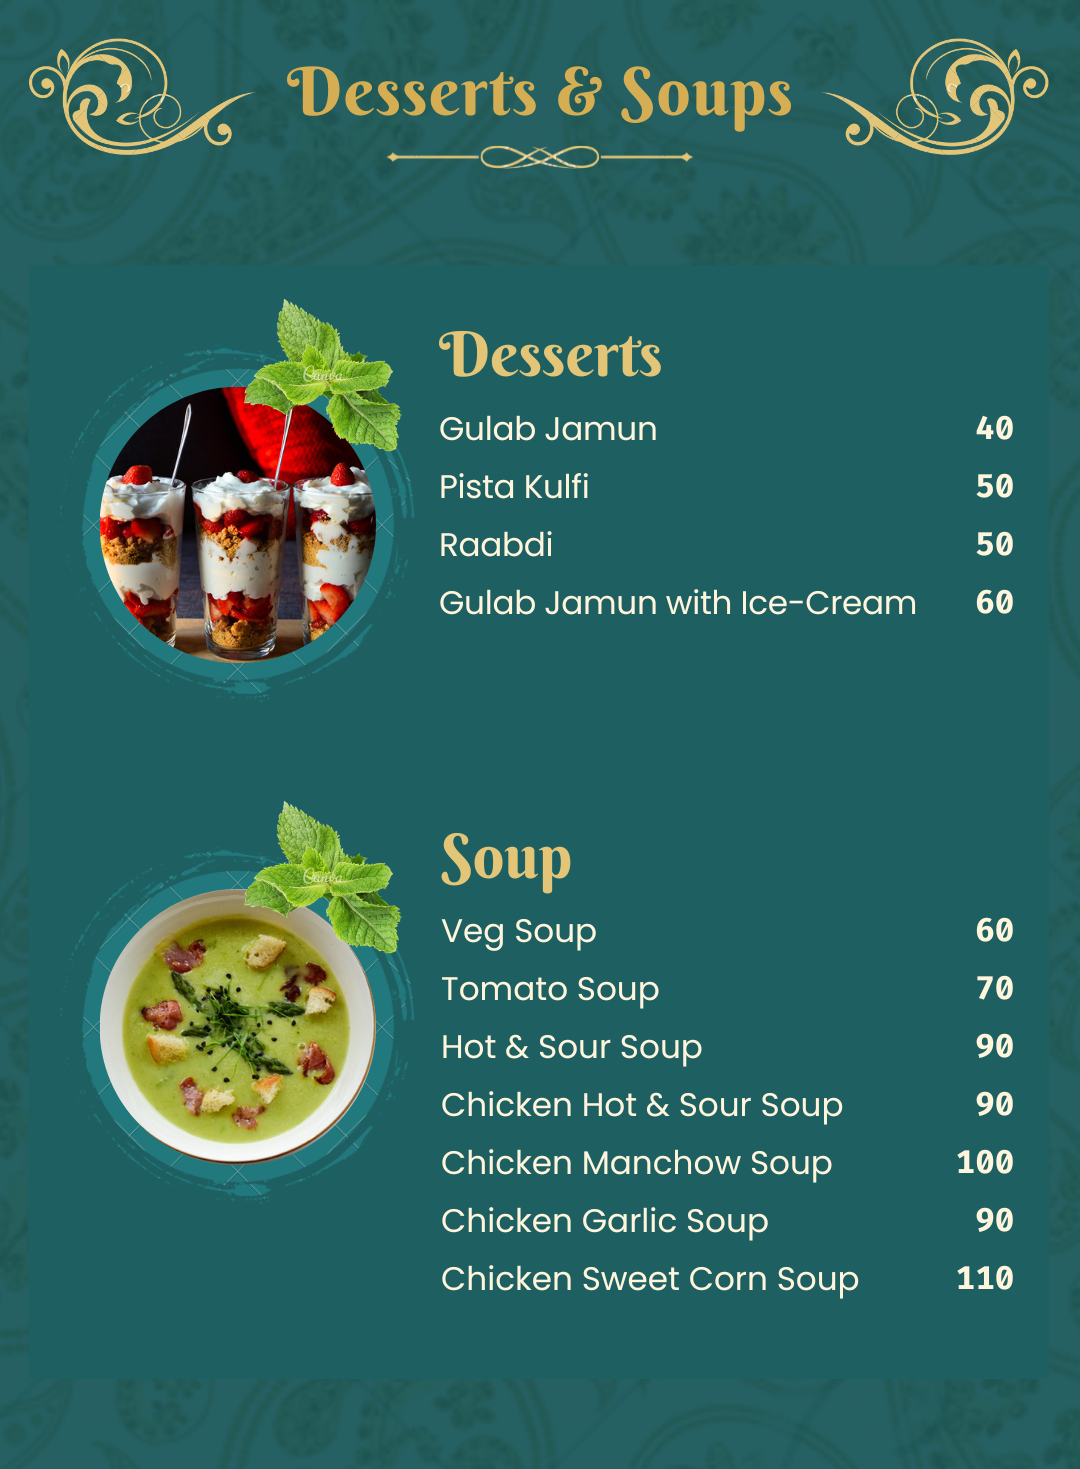 Desserts & Soups
Desserts
Gulab Jamun 40
Pista Kulfi 50
Raabdi 50
Gulab Jamun with Ice-Cream 60
Soup
Veg Soup 60
Tomato Soup 70
Hot & Sour Soup 90
Chicken Hot & Sour Soup 90
Chicken Manchow Soup 100
Chicken Garlic Soup 90
Chicken Sweet Corn Soup 110
Canva
Canva